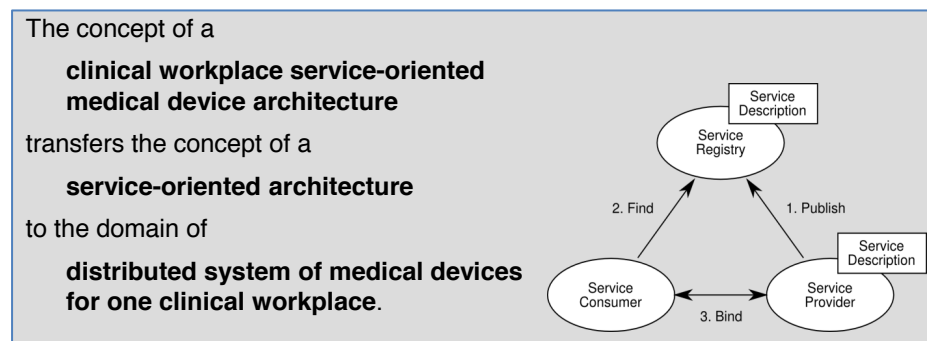 The concept of a
clinical workplace service-oriented
medical device architecture
transfers the concept of a
service-oriented architecture
to the domain of
distributed system of medical devices
for one clinical workplace.
Service
Description
Service
Registry
2. Find
1. Publish
Service
Description
Service
Consumer
Service
Provider
3. Bind